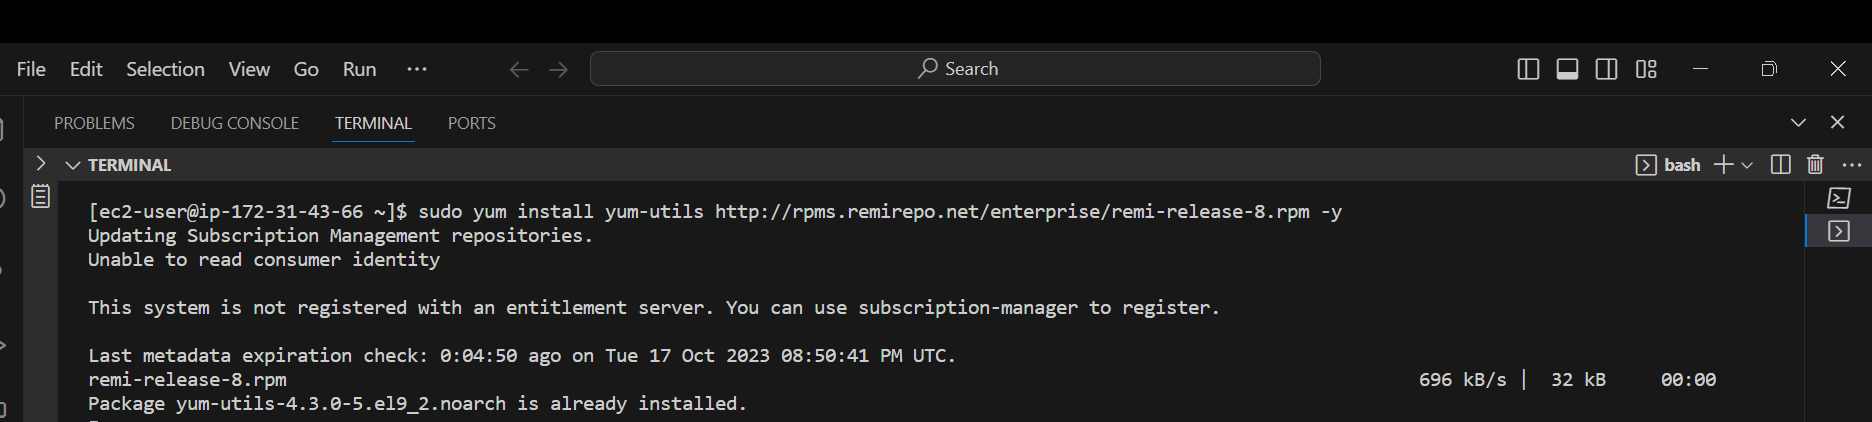 File Edit Selection View Go Run ··· Search
PROBLEMS DEBUG CONSOLE TERMINAL PORTS
TERMINAL bash
[ec2-user@ip-172-31-43-66 ~]$ sudo yum install yum-utils http://rpms.remirepo.net/enterprise/remi-release-8.rpm -y
Updating Subscription Management repositories.
Unable to read consumer identity
This system is not registered with an entitlement server. You can use subscription-manager to register.
Last metadata expiration check: 0:04:50 ago on Tue 17 Oct 2023 08:50:41 PM UTC.
remi-release-8.rpm 696 kB/s | 32 kB 00:00
Package yum-utils-4.3.0-5.el9_2.noarch is already installed.